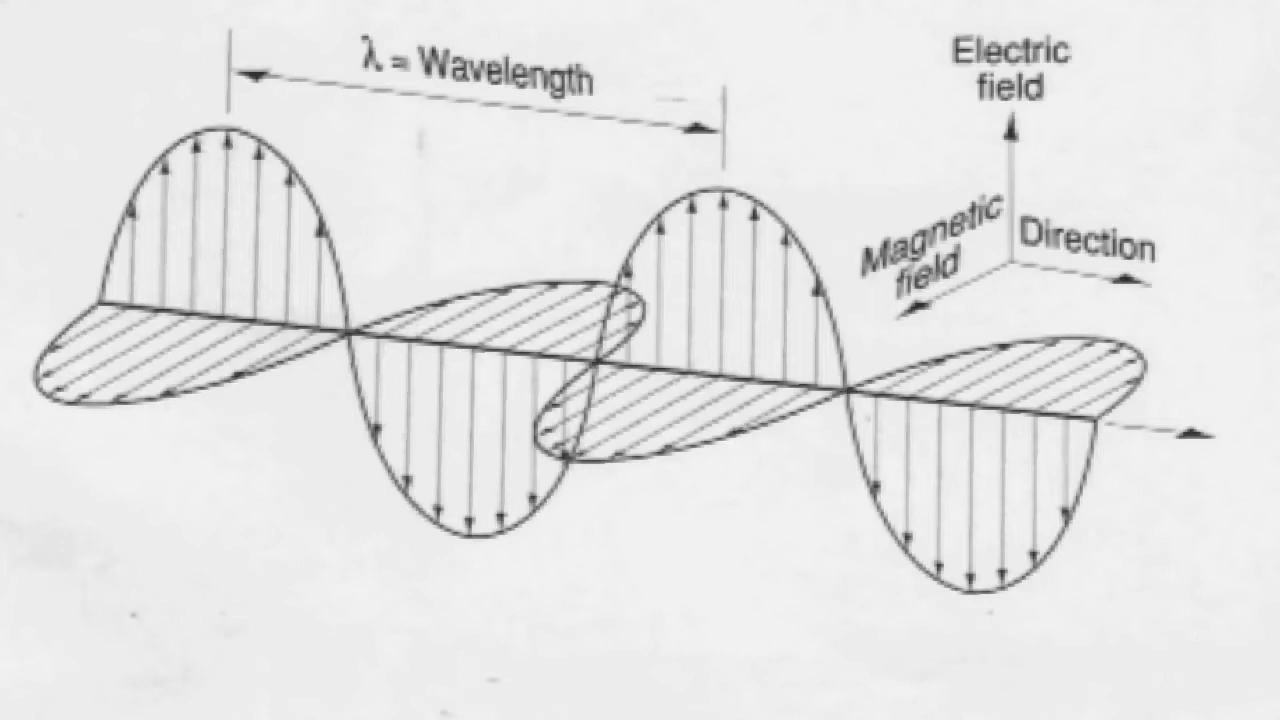 λ = Wavelength
Electric
field
Magnetic
field
Direction